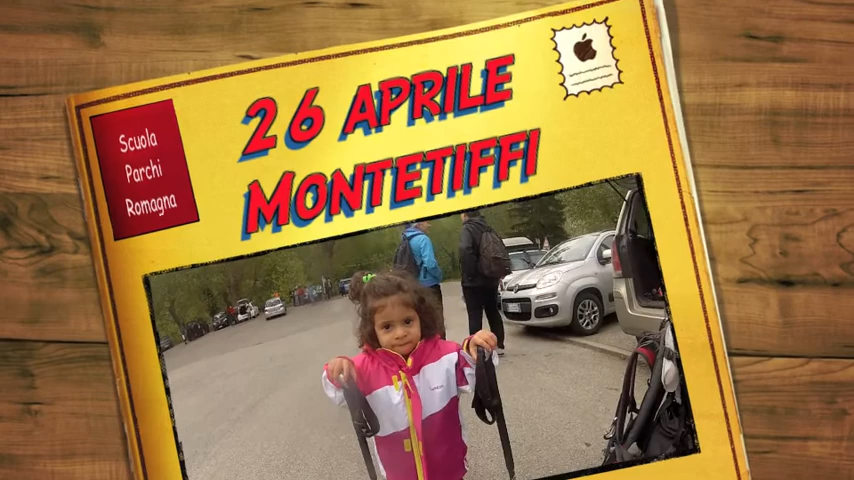 26 APRILE
MONTETIFFI
Scuola
Parchi
Romagna